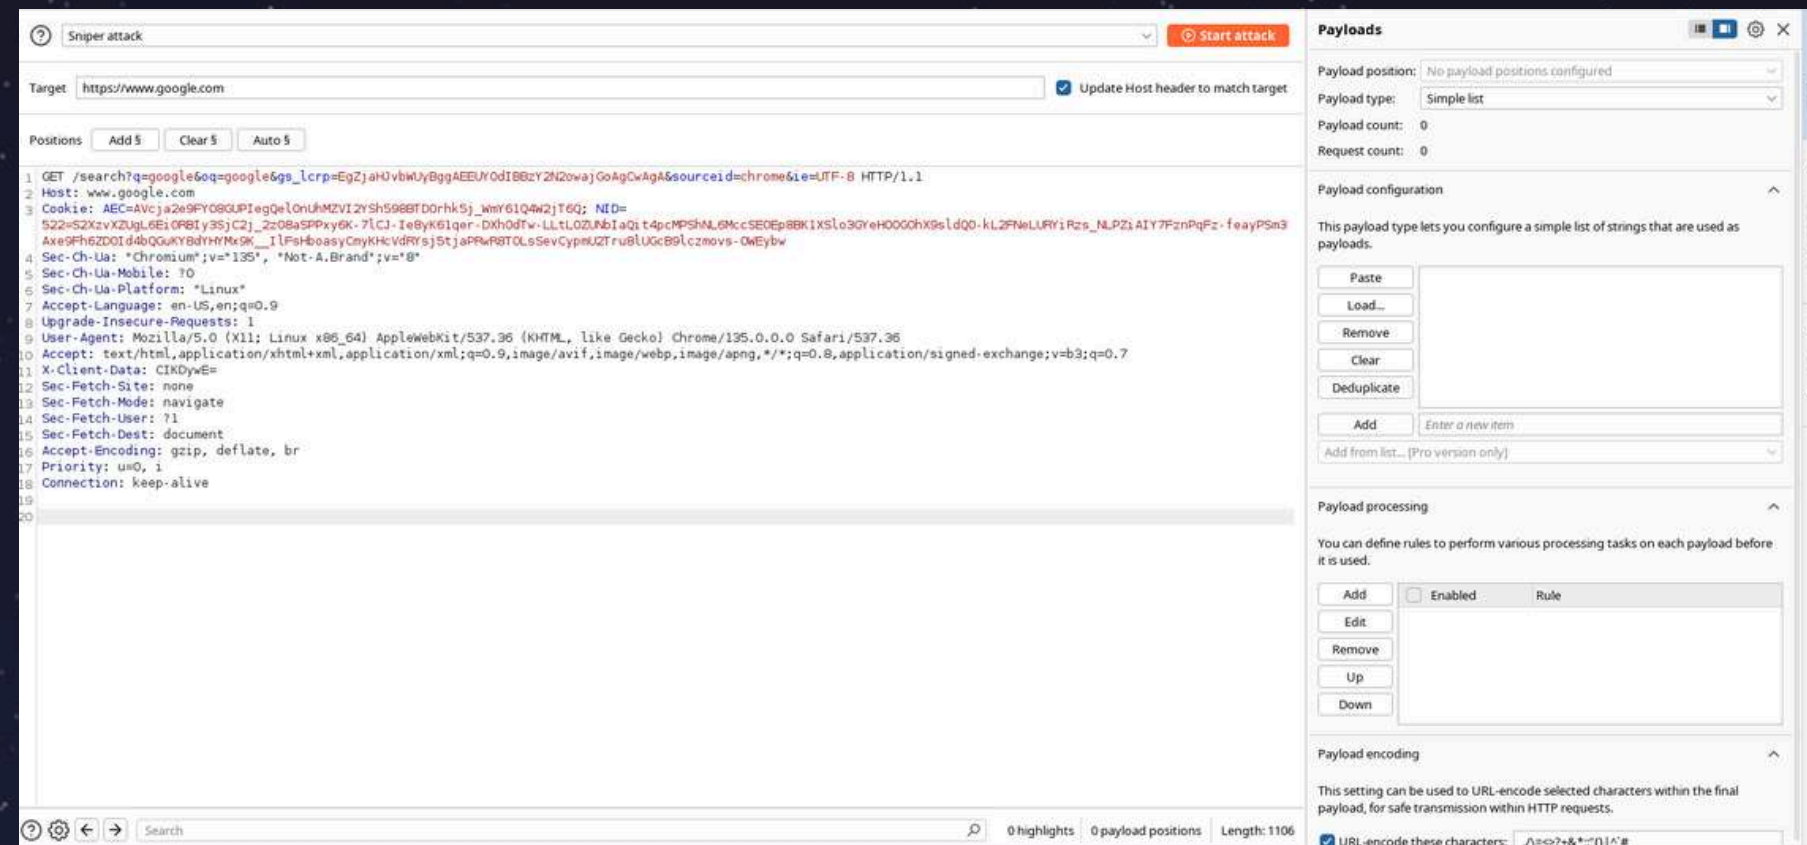 Sniper attack
Start attack
Target
https://www.google.com
Update Host header to match target
Positions
Add §
Clear §
Auto §
1 GET /search?q=google&oq=google&gs_lcrp=EgZjaHJvbWUyBggAEEUYOdIBBzY2N2owajGoAgCwAgA&sourceid=chrome&ie=UTF-8 HTTP/1.1
2 Host: www.google.com
3 Cookie: AEC=; NID=
4 Sec-Ch-Ua: "Chromium";v="135", "Not-A.Brand";v="8"
5 Sec-Ch-Ua-Mobile: ?0
6 Sec-Ch-Ua-Platform: "Linux"
7 Accept-Language: en-US,en;q=0.9
8 Upgrade-Insecure-Requests: 1
9 User-Agent: Mozilla/5.0 (X11; Linux x86_64) AppleWebKit/537.36 (KHTML, like Gecko) Chrome/135.0.0.0 Safari/537.36
10 Accept: text/html,application/xhtml+xml,application/xml;q=0.9,image/avif,image/webp,image/apng,*/*;q=0.8,application/signed-exchange;v=b3;q=0.7
11 X-Client-Data: CIKDywE=
12 Sec-Fetch-Site: none
13 Sec-Fetch-Mode: navigate
14 Sec-Fetch-User: ?1
15 Sec-Fetch-Dest: document
16 Accept-Encoding: gzip, deflate, br
17 Priority: u=0, i
18 Connection: keep-alive
19
20
Search
0 highlights
0 payload positions
Length: 1106
Payloads
Payload position: No payload positions configured
Payload type: Simple list
Payload count: 0
Request count: 0
Payload configuration
This payload type lets you configure a simple list of strings that are used as
payloads.
Paste
Load...
Remove
Clear
Deduplicate
Add
Enter a new item
Add from list... [Pro version only]
Payload processing
You can define rules to perform various processing tasks on each payload before
it is used.
Add
Enabled
Rule
Edit
Remove
Up
Down
Payload encoding
This setting can be used to URL-encode selected characters within the final
payload, for safe transmission within HTTP requests.
URL-encode these characters: